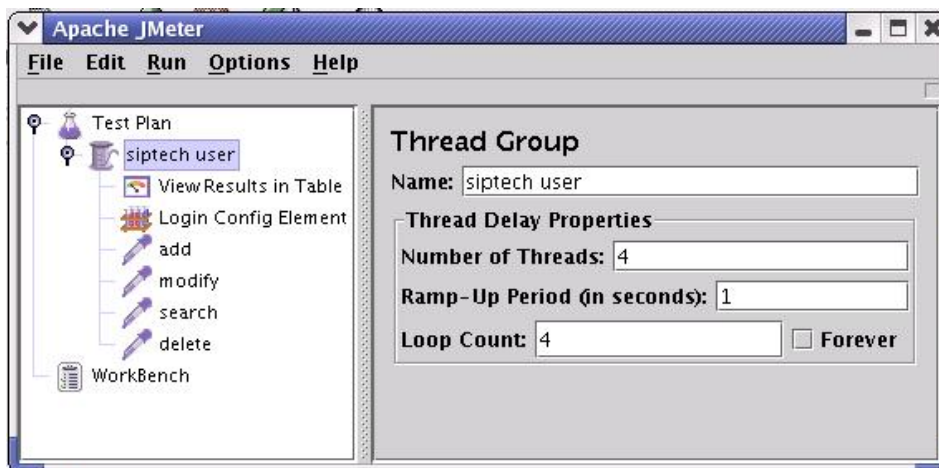 Apache JMeter
File Edit Run Options Help
Test Plan
siptech user
View Results in Table
Login Config Element
add
modify
search
delete
WorkBench
Thread Group
Name: siptech user
Thread Delay Properties
Number of Threads: 4
Ramp-Up Period (in seconds): 1
Loop Count: 4 Forever